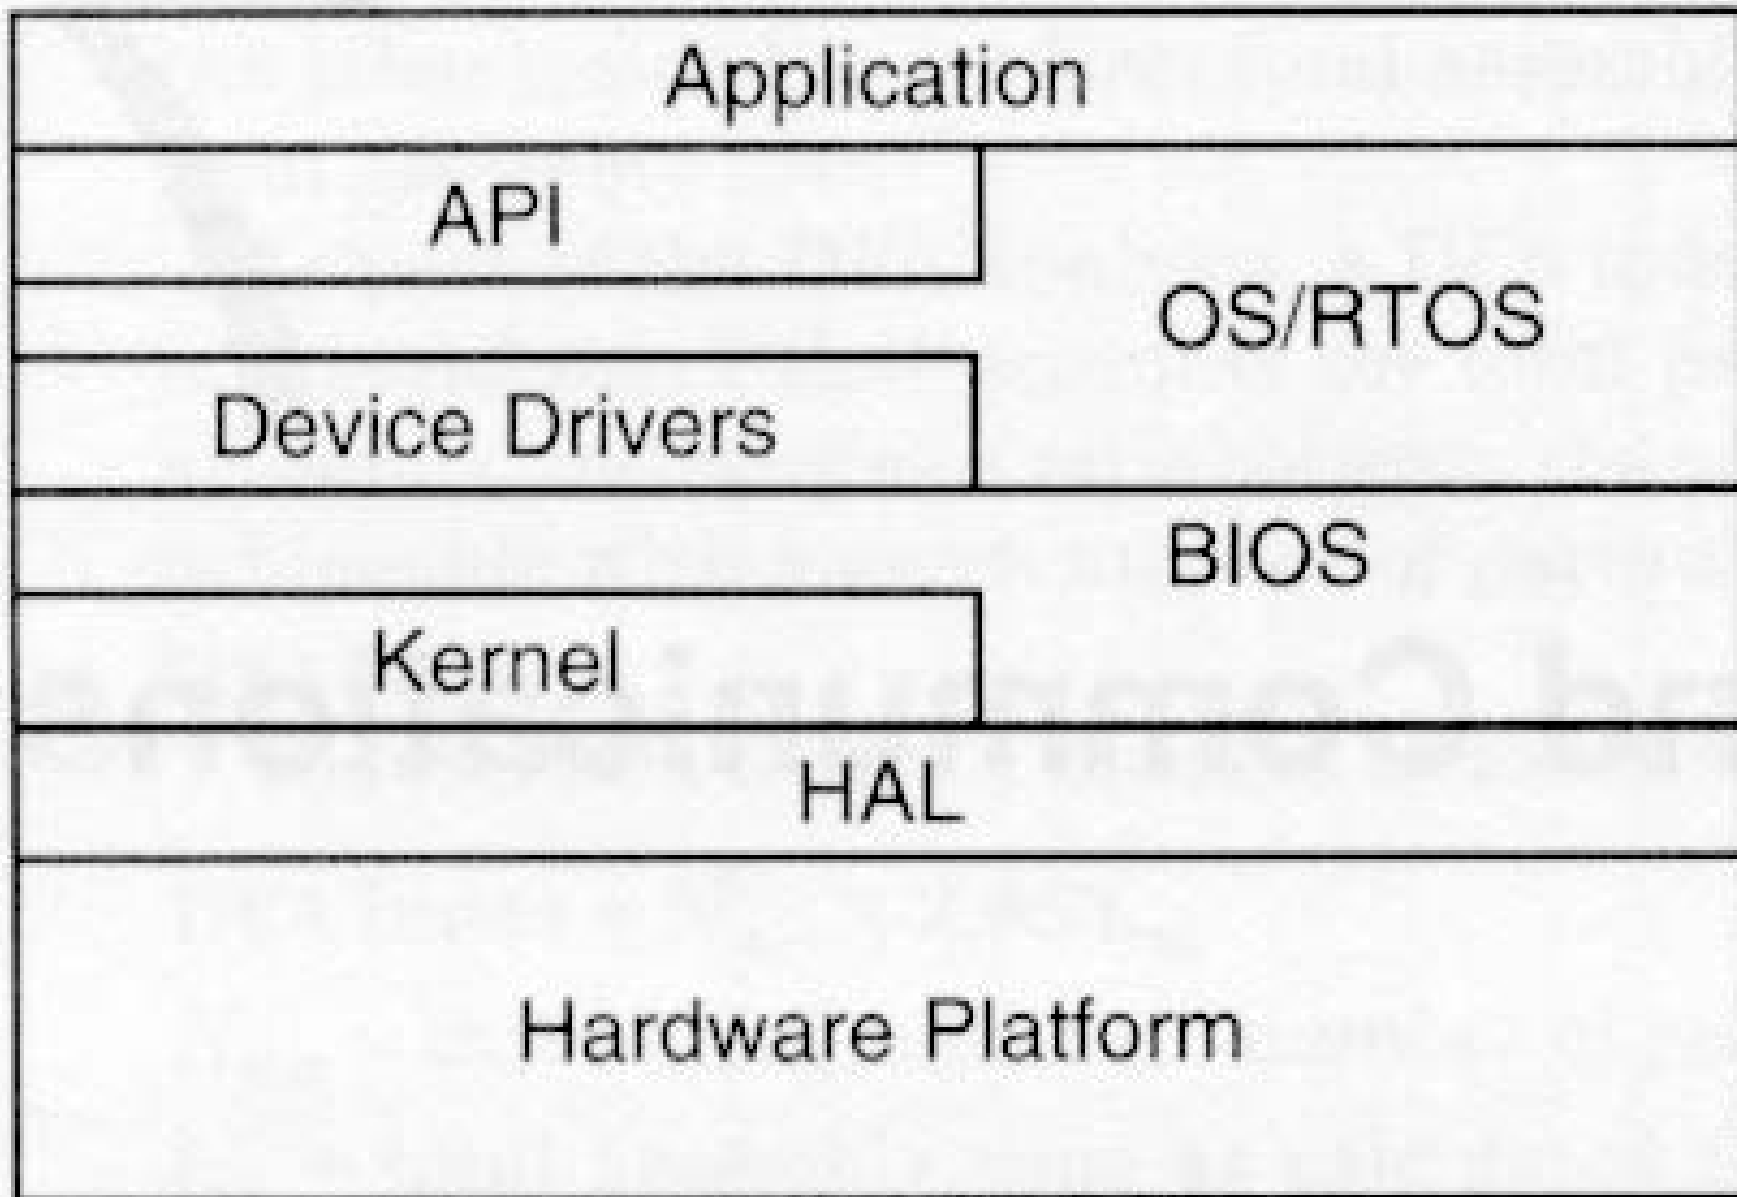 Application
API
OS/RTOS
Device Drivers
BIOS
Kernel
HAL
Hardware Platform